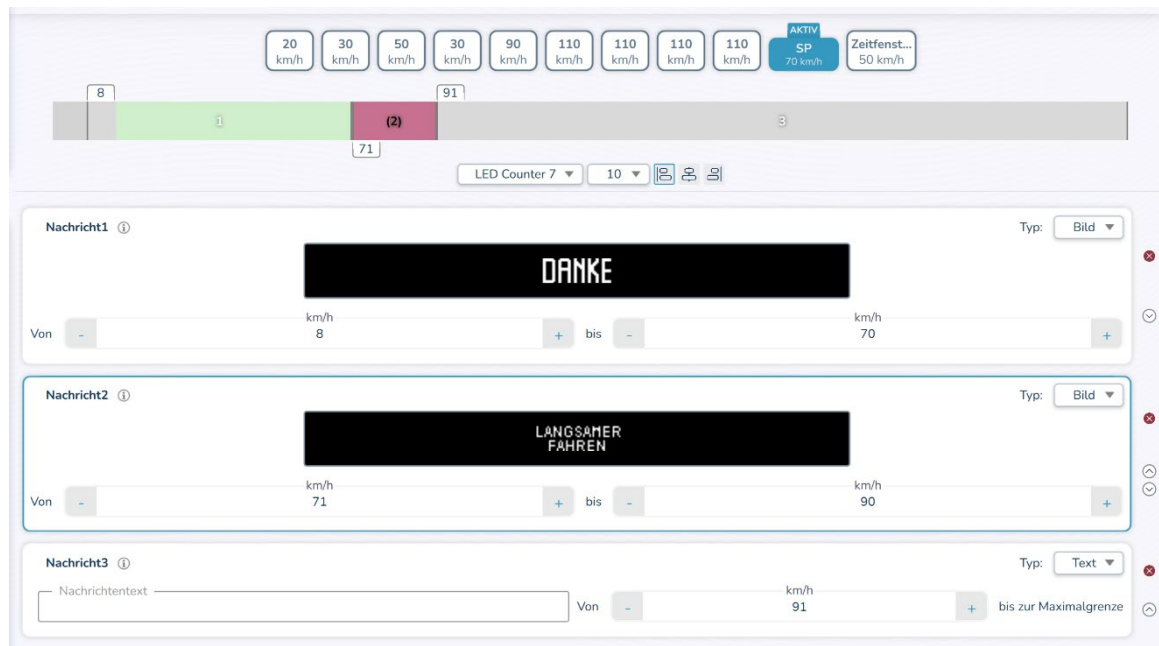 AKTIV
20 30 50 30 90 110 110 110 110 SP Zeitfenst...
km/h km/h km/h km/h km/h km/h km/h km/h km/h 70 km/h 50 km/h
8 91
1 (2) 3
71
LED Counter 7 10
Nachricht1 Typ: Bild
DANKE
km/h km/h
Von - 8 + bis - 70 +
Nachricht2 Typ: Bild
LANGSAMER
FAHREN
km/h km/h
Von - 71 + bis - 90 +
Nachricht3 Typ: Text
Nachrichtentext km/h
Von - 91 + bis zur Maximalgrenze